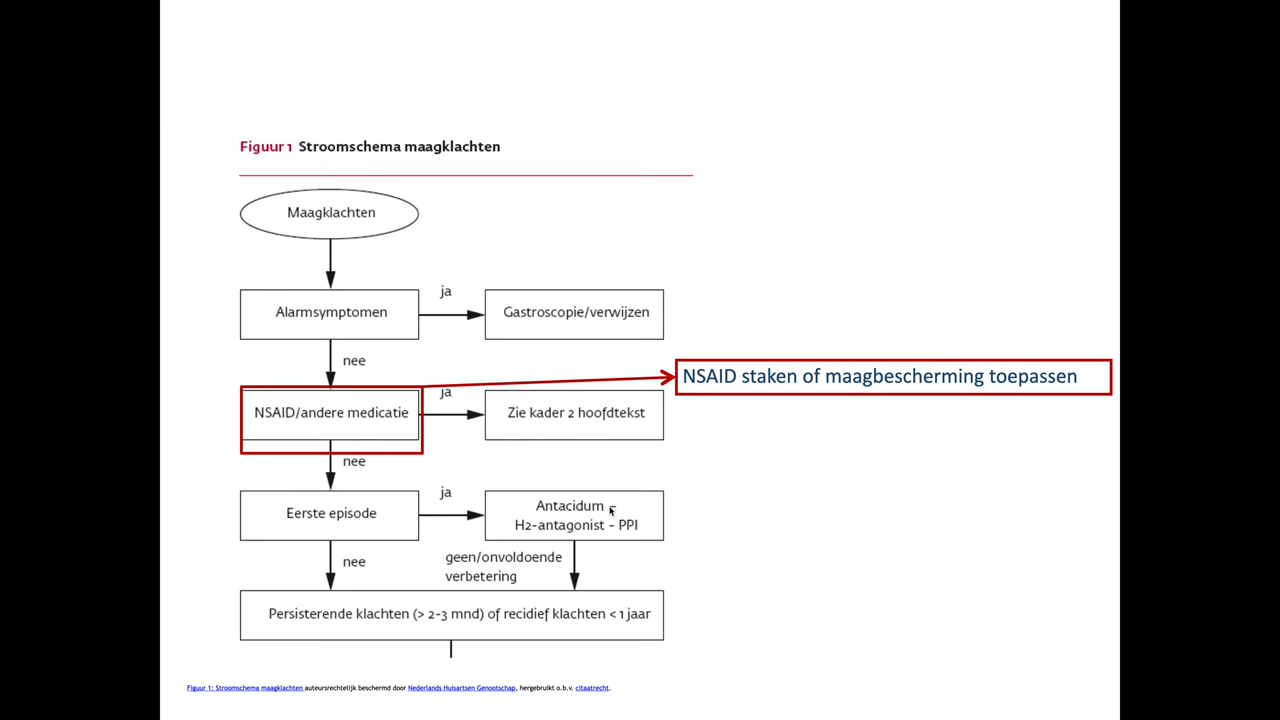 Figuur 1 Stroomschema maagklachten
Maagklachten
ja
Alarmsymptomen
Gastroscopie/verwijzen
nee
NSAID staken of maagbescherming toepassen
ja
NSAID/andere medicatie
Zie kader 2 hoofdtekst
nee
ja
Eerste episode
Antacidum –
H2-antagonist - PPI
nee
geen/onvoldoende
verbetering
Persisterende klachten (> 2-3 mnd) of recidief klachten < 1 jaar
Figuur 1: Stroomschema maagklachten auteursrechtelijk beschermd door Nederlands Huisartsen Genootschap, hergebruikt o.b.v. citaatrecht.